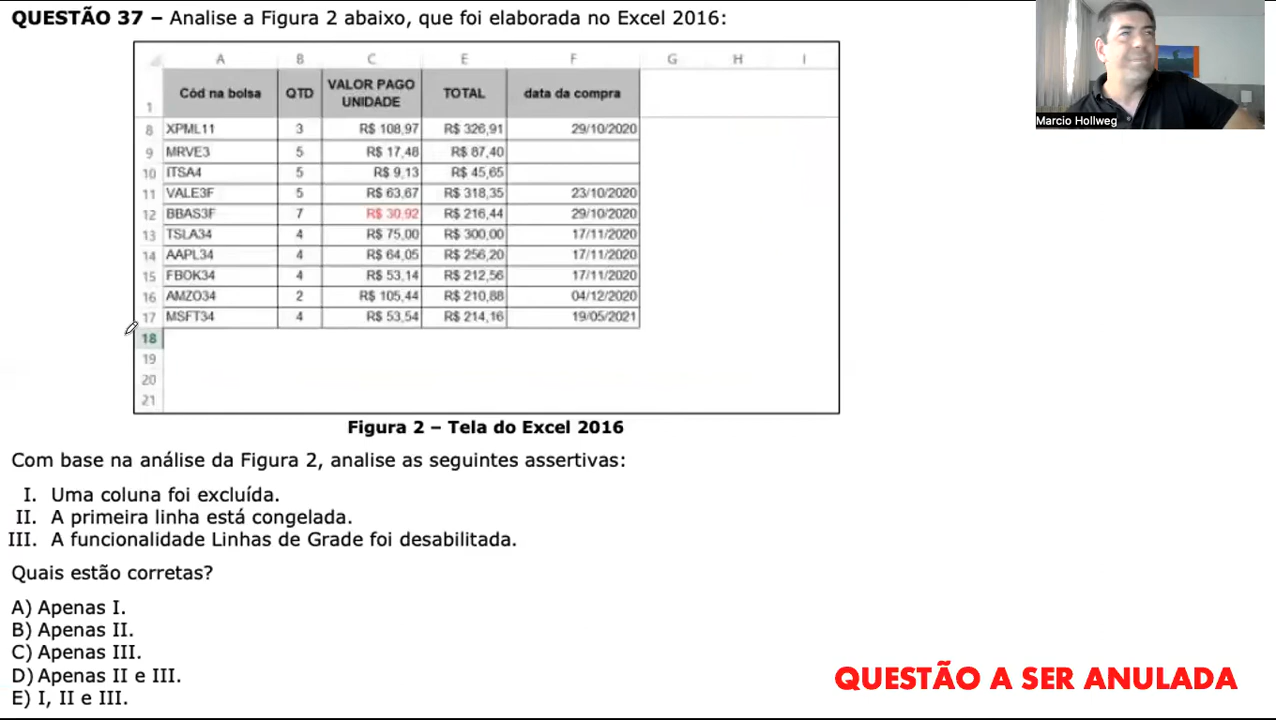 QUESTÃO 37 – Analise a Figura 2 abaixo, que foi elaborada no Excel 2016:
Marcio Hollweg
A B C E F G H I
1 Cód na bolsa QTD VALOR PAGO UNIDADE TOTAL data da compra
8 XPML11 3 R$ 108,97 R$ 326,91 29/10/2020
9 MRVE3 5 R$ 17,48 R$ 87,40
10 ITSA4 5 R$ 9,13 R$ 45,65
11 VALE3F 5 R$ 63,67 R$ 318,35 23/10/2020
12 BBAS3F 7 R$ 30,92 R$ 216,44 29/10/2020
13 TSLA34 4 R$ 75,00 R$ 300,00 17/11/2020
14 AAPL34 4 R$ 64,05 R$ 256,20 17/11/2020
15 FBOK34 4 R$ 53,14 R$ 212,56 17/11/2020
16 AMZO34 2 R$ 105,44 R$ 210,88 04/12/2020
17 MSFT34 4 R$ 53,54 R$ 214,16 19/05/2021
18
19
20
21
Figura 2 – Tela do Excel 2016
Com base na análise da Figura 2, analise as seguintes assertivas:
I. Uma coluna foi excluída.
II. A primeira linha está congelada.
III. A funcionalidade Linhas de Grade foi desabilitada.
Quais estão corretas?
A) Apenas I.
B) Apenas II.
C) Apenas III.
D) Apenas II e III.
E) I, II e III.
QUESTÃO A SER ANULADA